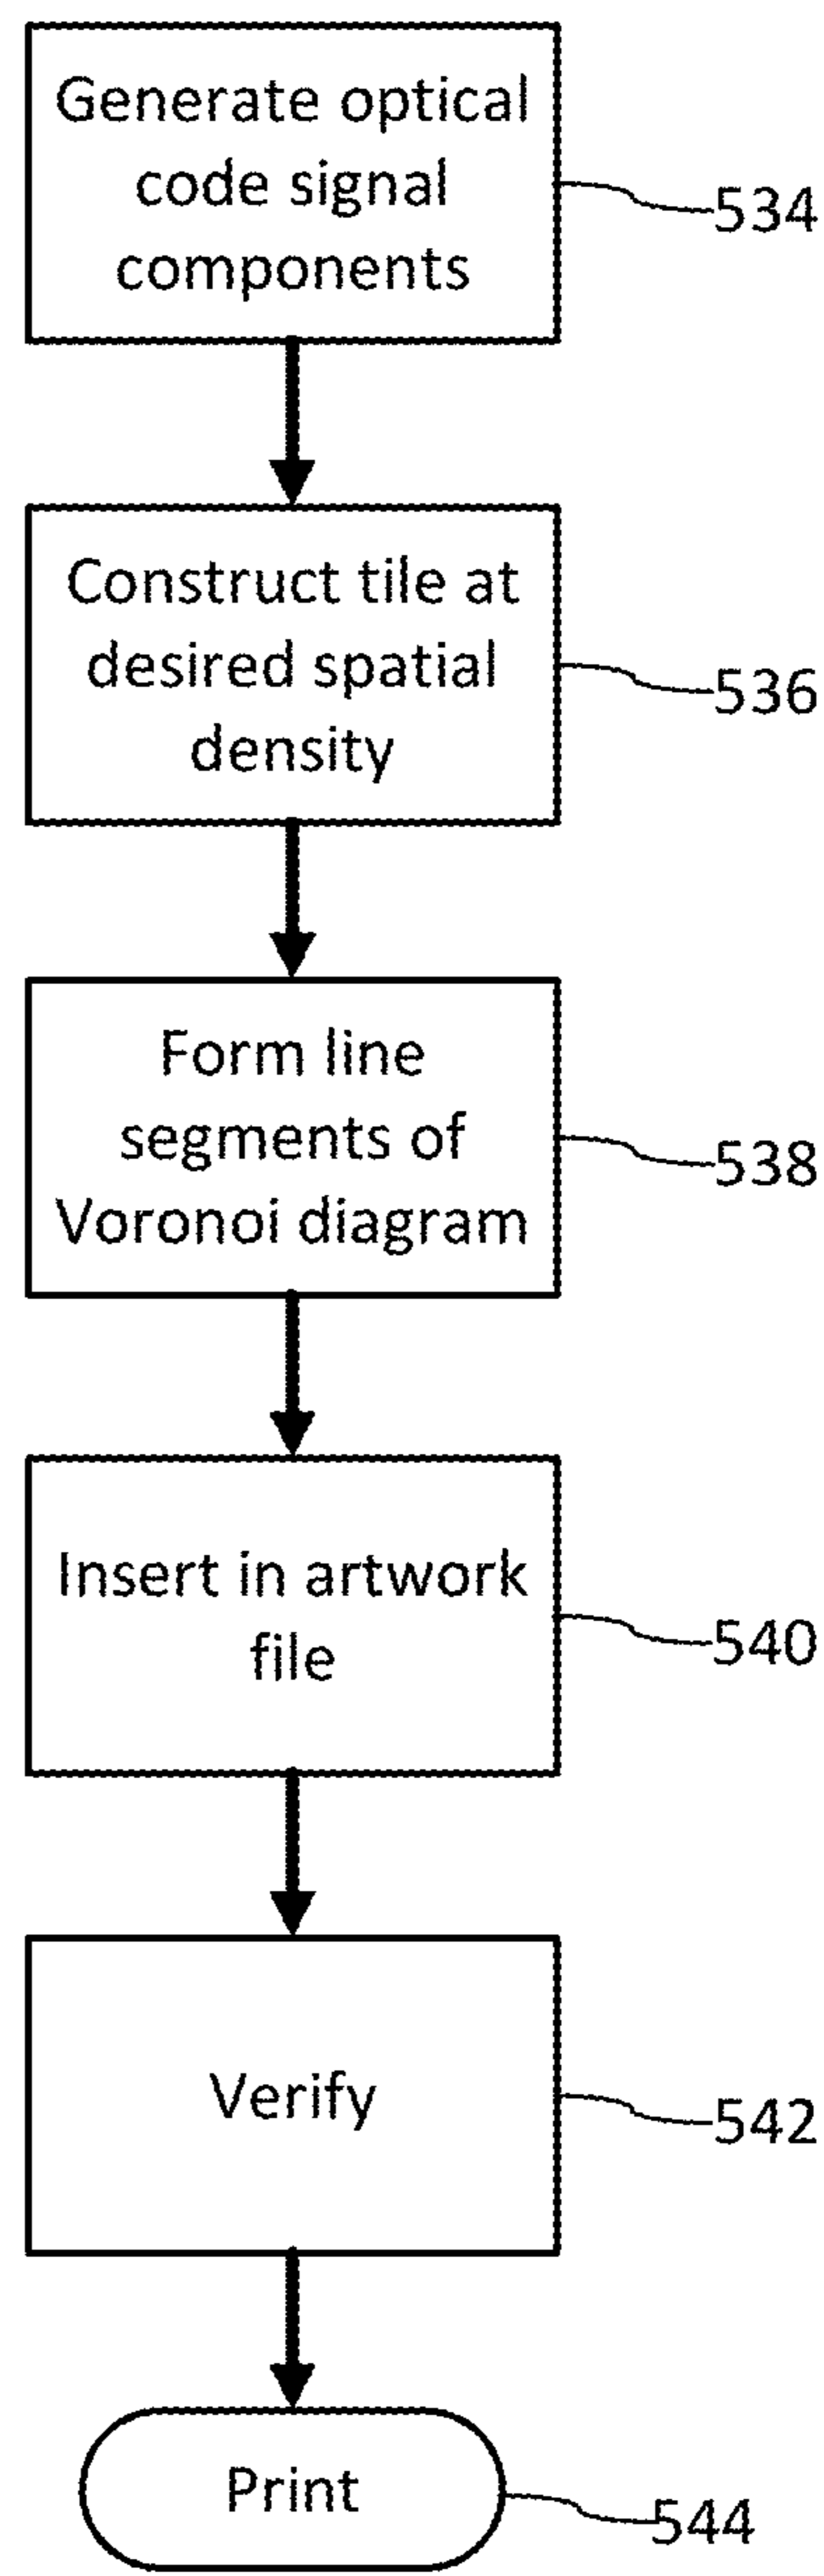 Generate optical
code signal
components
534
Construct tile at
desired spatial
density
536
Form line
segments of
Voronoi diagram
538
Insert in artwork
file
540
Verify
542
Print
544